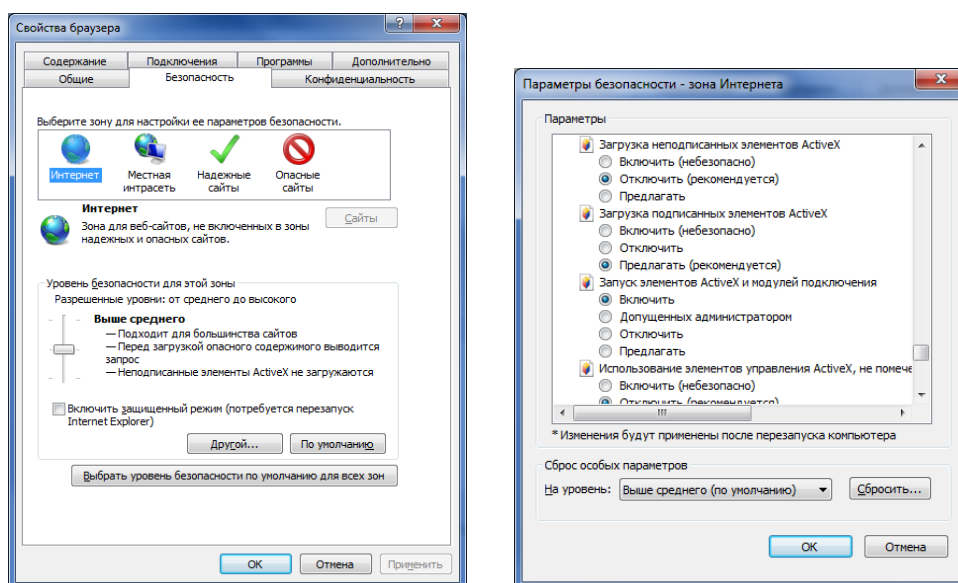 Свойства браузера
Содержание Подключения Программы Дополнительно
Общие Безопасность Конфиденциальность
Выберите зону для настройки ее параметров безопасности.
Интернет Местная интрасеть Надежные сайты Опасные сайты
Интернет
Зона для веб-сайтов, не включенных в зоны
надежных и опасных сайтов.
Сайты
Уровень безопасности для этой зоны
Разрешенные уровни: от среднего до высокого
Выше среднего
— Подходит для большинства сайтов
— Перед загрузкой опасного содержимого выводится
запрос
— Неподписанные элементы ActiveX не загружаются
Включить защищенный режим (потребуется перезапуск
Internet Explorer)
Другой... По умолчанию
Выбрать уровень безопасности по умолчанию для всех зон
ОК Отмена Применить
Параметры безопасности - зона Интернета
Параметры
Загрузка неподписанных элементов ActiveX
Включить (небезопасно)
Отключить (рекомендуется)
Предлагать
Загрузка подписанных элементов ActiveX
Включить (небезопасно)
Отключить
Предлагать (рекомендуется)
Запуск элементов ActiveX и модулей подключения
Включить
Допущенных администратором
Отключить
Предлагать
Использование элементов управления ActiveX, не помече
Включить (небезопасно)
Отключить (рекомендуется)
* Изменения будут применены после перезапуска компьютера
Сброс особых параметров
На уровень: Выше среднего (по умолчанию) Сбросить...
ОК Отмена